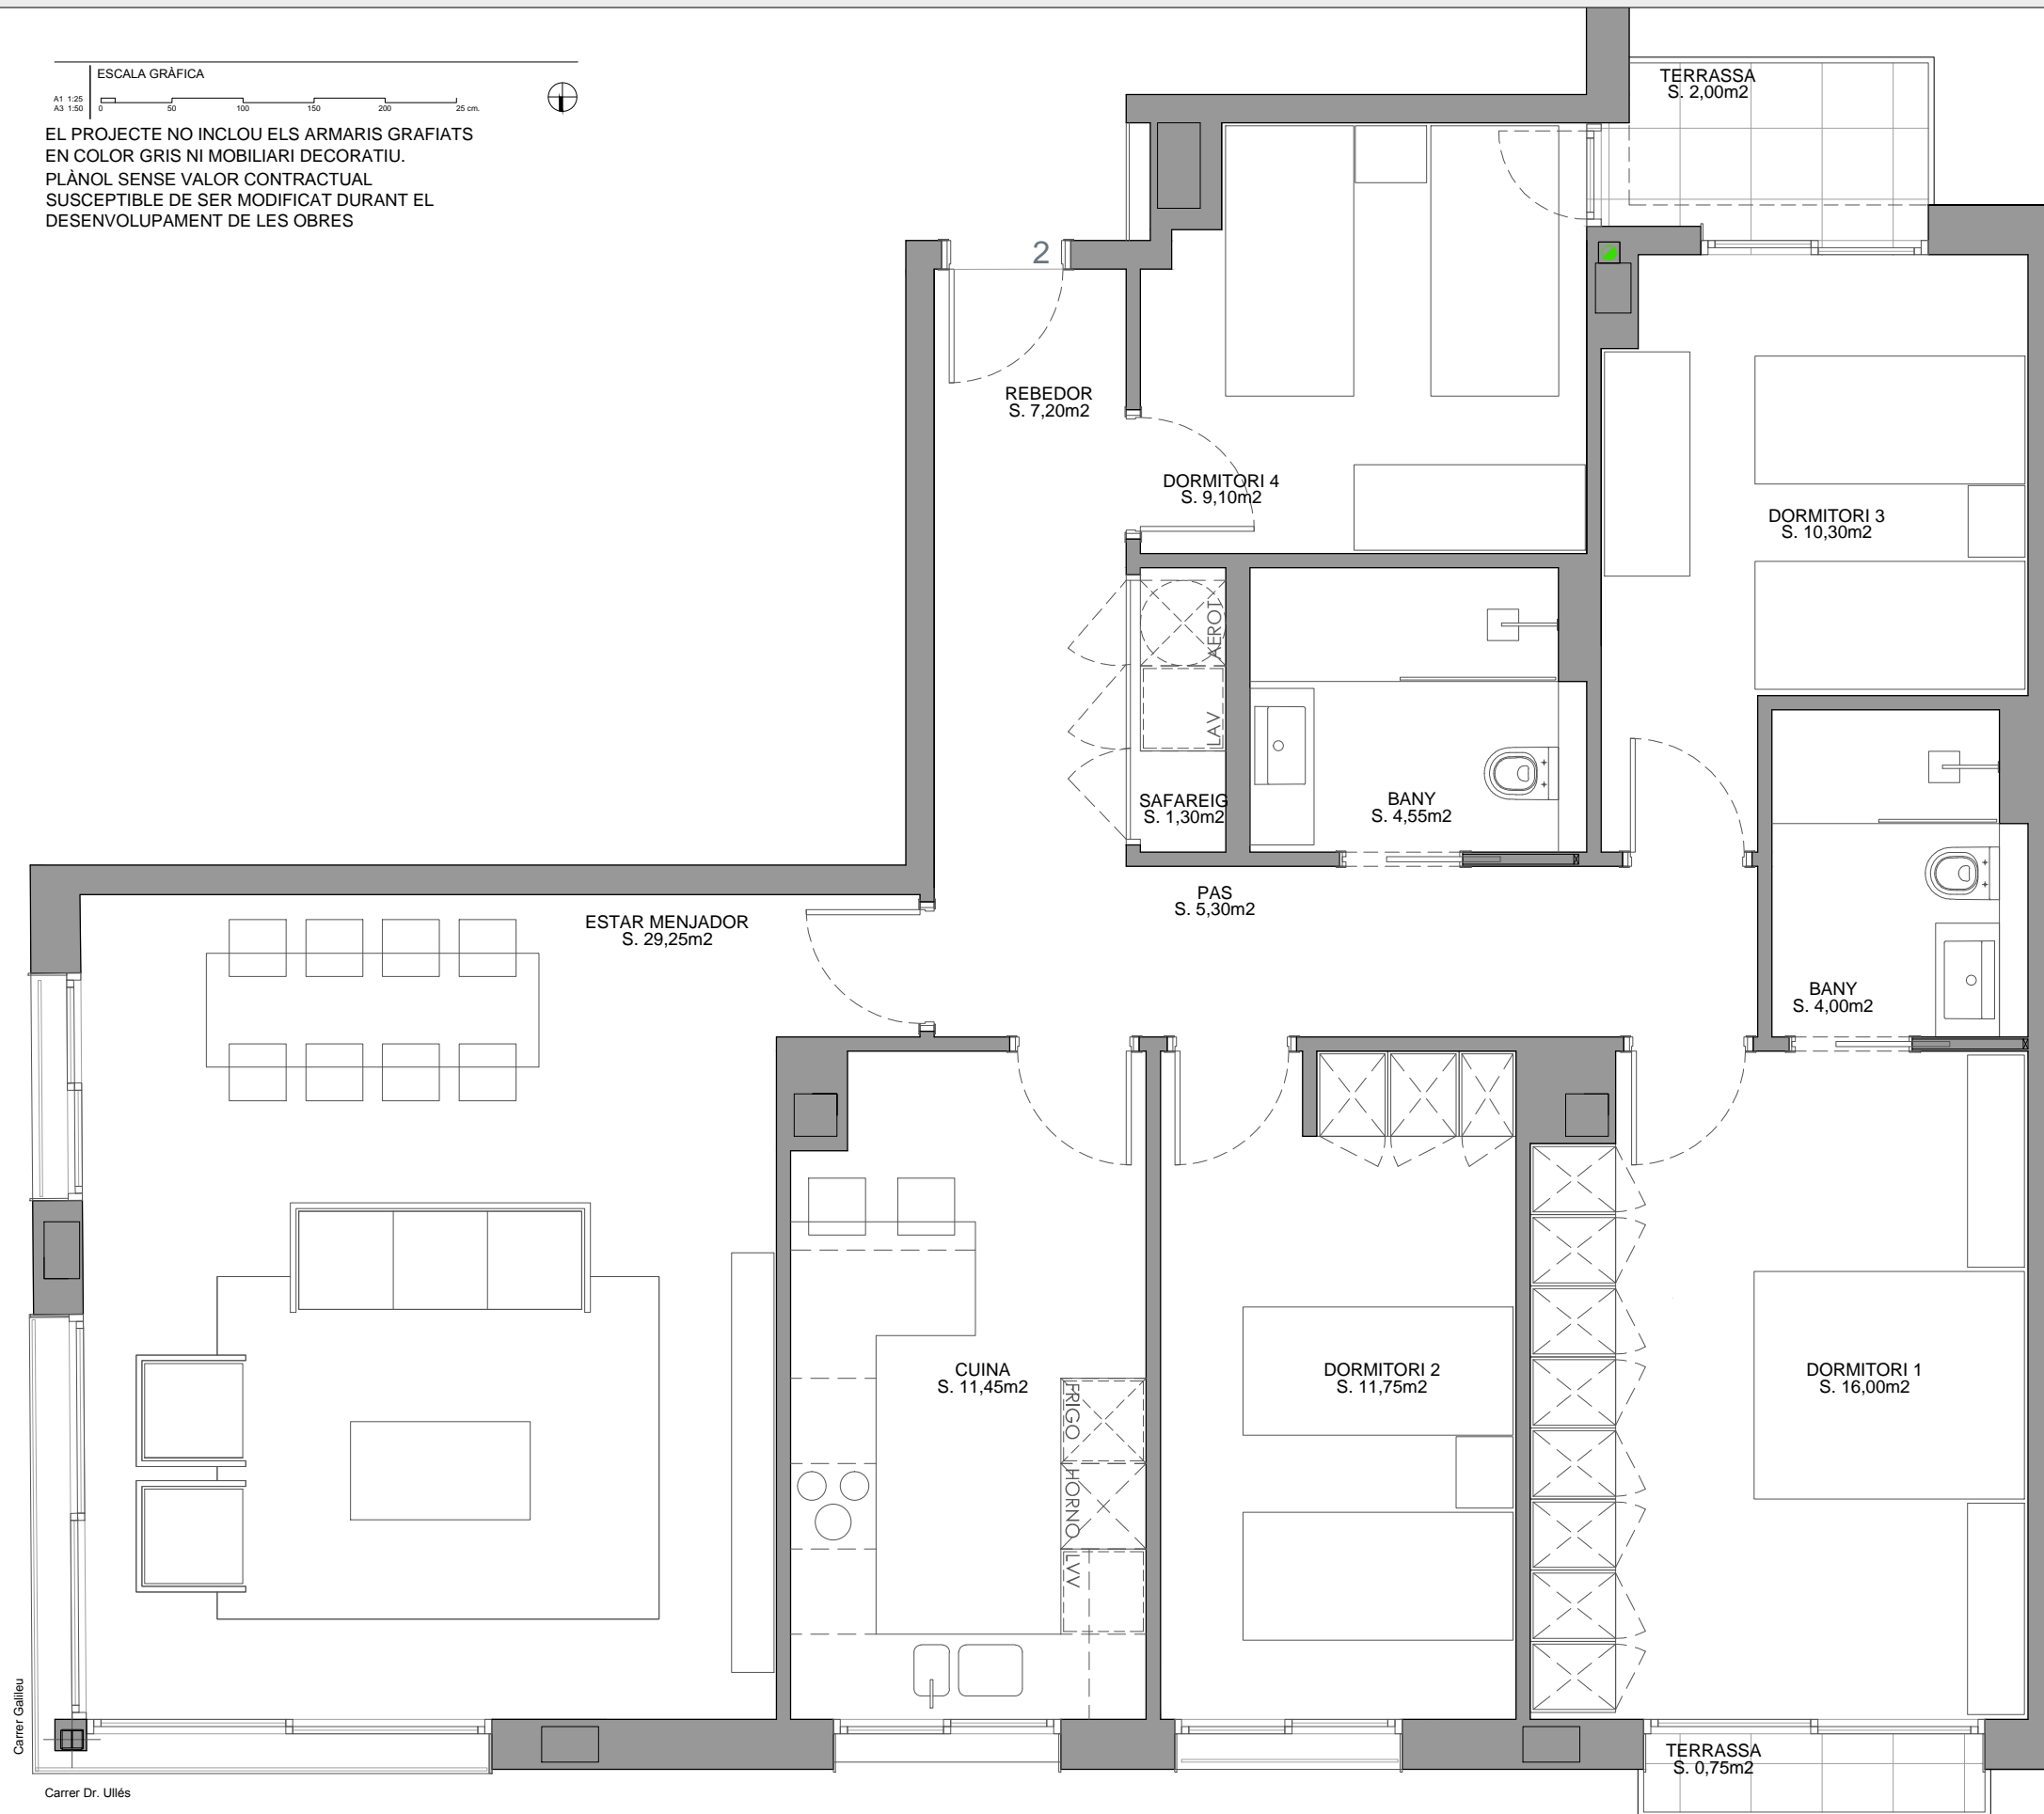 ESCALA GRÀFICA
A1 1:25
A3 1:50
0 50 100 150 200 25 cm.
EL PROJECTE NO INCLOU ELS ARMARIS GRAFIATS
EN COLOR GRIS NI MOBILIARI DECORATIU.
PLÀNOL SENSE VALOR CONTRACTUAL
SUSCEPTIBLE DE SER MODIFICAT DURANT EL
DESENVOLUPAMENT DE LES OBRES
TERRASSA
S. 2,00m2
2
REBEDOR
S. 7,20m2
DORMITORI 4
S. 9,10m2
DORMITORI 3
S. 10,30m2
AEROT
LAV
SAFAREIG
S. 1,30m2
BANY
S. 4,55m2
PAS
S. 5,30m2
ESTAR MENJADOR
S. 29,25m2
BANY
S. 4,00m2
CUINA
S. 11,45m2
FRIGO
HORNO
LVV
DORMITORI 2
S. 11,75m2
DORMITORI 1
S. 16,00m2
TERRASSA
S. 0,75m2
Carrer Galileu
Carrer Dr. Ullés